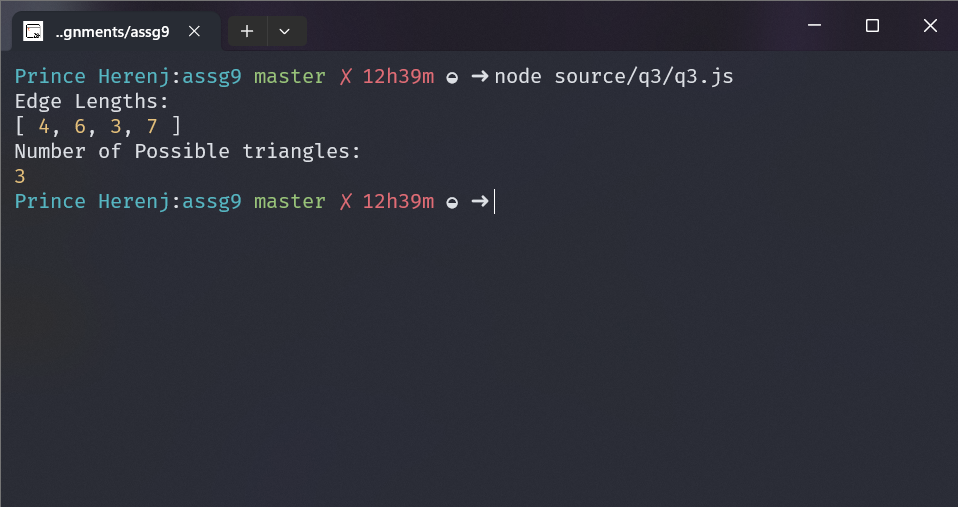 ..gnments/assg9
Prince Herenj:assg9 master ✗ 12h39m ◒ ➜node source/q3/q3.js
Edge Lengths:
[ 4, 6, 3, 7 ]
Number of Possible triangles:
3
Prince Herenj:assg9 master ✗ 12h39m ◒ ➜